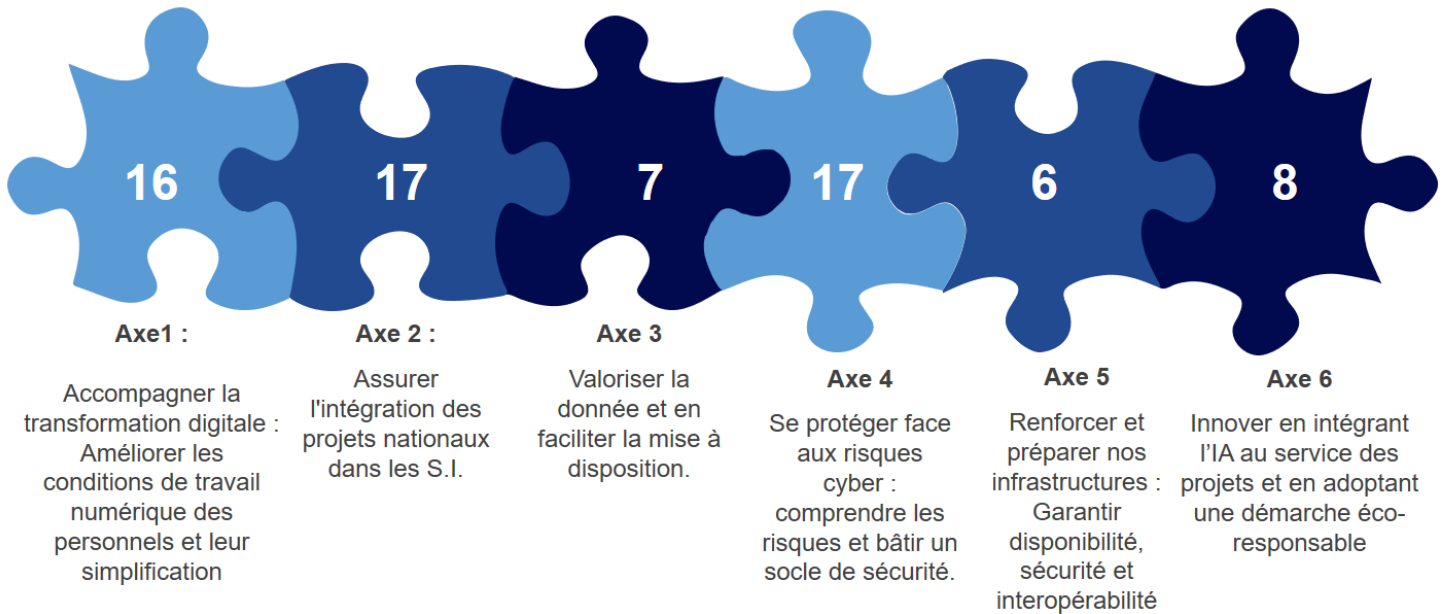 16
17
7
17
6
8
Axe1 :
Accompagner la
transformation digitale :
Améliorer les
conditions de travail
numérique des
personnels et leur
simplification
Axe 2 :
Assurer
l'intégration des
projets nationaux
dans les S.I.
Axe 3
Valoriser la
donnée et en
faciliter la mise à
disposition.
Axe 4
Se protéger face
aux risques
cyber :
comprendre les
risques et bâtir un
socle de sécurité.
Axe 5
Renforcer et
préparer nos
infrastructures :
Garantir
disponibilité,
sécurité et
interopérabilité
Axe 6
Innover en intégrant
l’IA au service des
projets et en adoptant
une démarche éco-
responsable